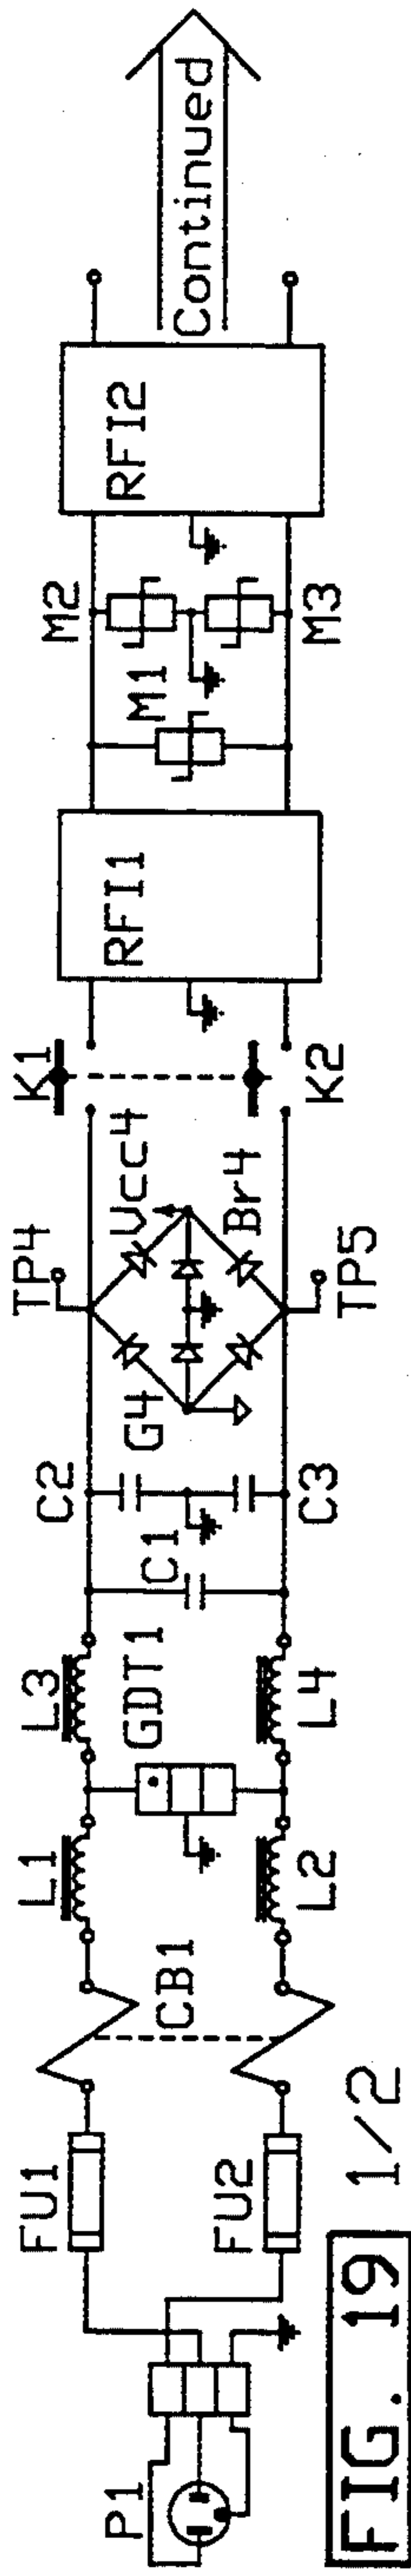 P1
FU1
FU2
CB1
L1
L2
GDT1
L3
L4
C1
C2
C3
G4
TP4
TP5
Vcc4
Br4
K1
K2
RFI1
M1
M2
M3
RFI2
Continued
FIG. 19 1/2